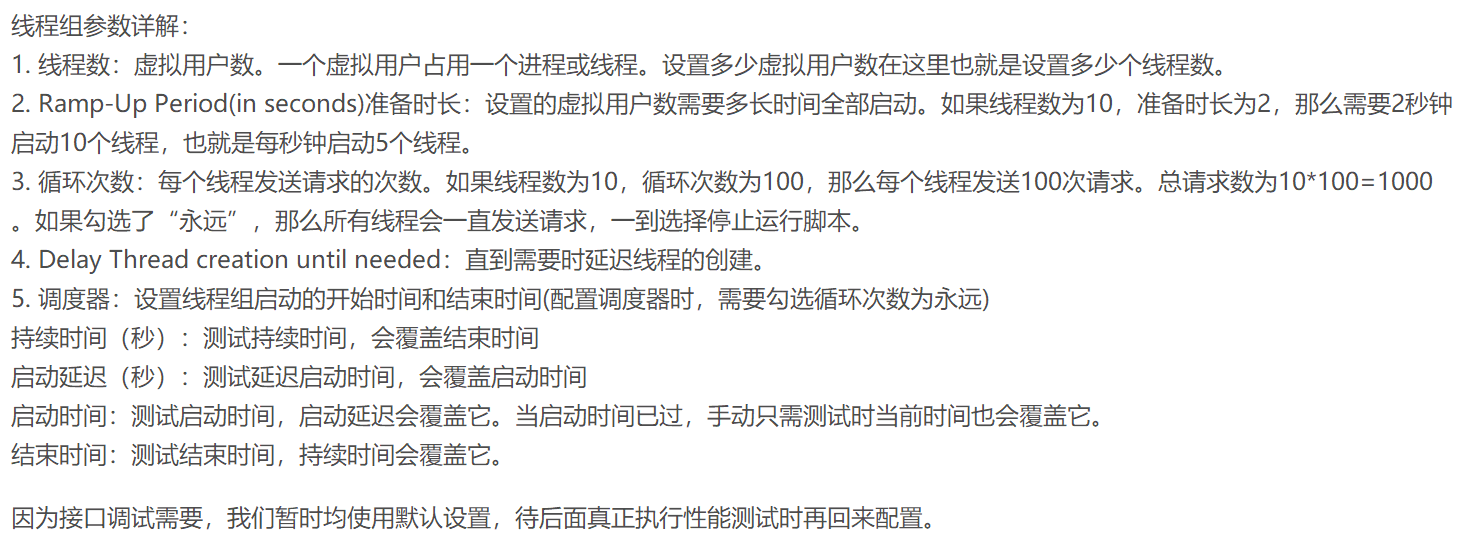 线程组参数详解：
1. 线程数：虚拟用户数。一个虚拟用户占用一个进程或线程。设置多少虚拟用户数在这里也就是设置多少个线程数。
2. Ramp-Up Period(in seconds)准备时长：设置的虚拟用户数需要多长时间全部启动。如果线程数为10，准备时长为2，那么需要2秒钟
启动10个线程，也就是每秒钟启动5个线程。
3. 循环次数：每个线程发送请求的次数。如果线程数为10，循环次数为100，那么每个线程发送100次请求。总请求数为10*100=1000
。如果勾选了“永远”，那么所有线程会一直发送请求，一到选择停止运行脚本。
4. Delay Thread creation until needed：直到需要时延迟线程的创建。
5. 调度器：设置线程组启动的开始时间和结束时间(配置调度器时，需要勾选循环次数为永远)
持续时间（秒）：测试持续时间，会覆盖结束时间
启动延迟（秒）：测试延迟启动时间，会覆盖启动时间
启动时间：测试启动时间，启动延迟会覆盖它。当启动时间已过，手动只需测试时当前时间也会覆盖它。
结束时间：测试结束时间，持续时间会覆盖它。
因为接口调试需要，我们暂时均使用默认设置，待后面真正执行性能测试时再回来配置。